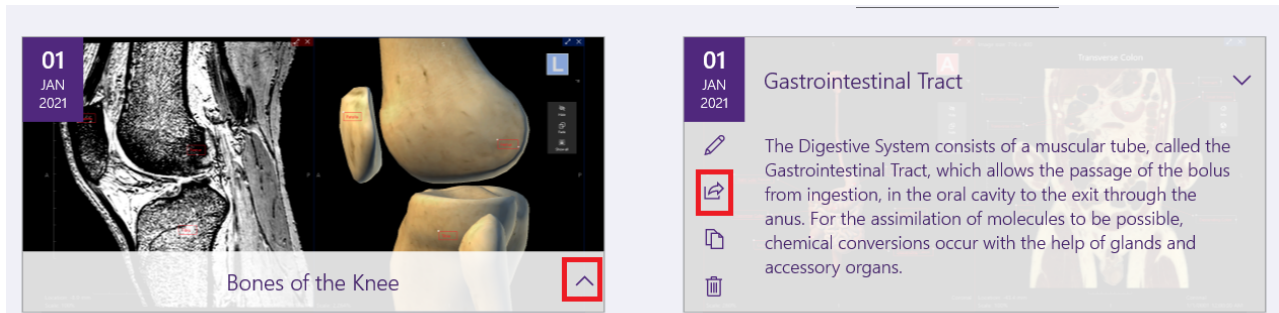 01
JAN
2021
L
Bones of the Knee
01
JAN
2021
Gastrointestinal Tract
A
Transverse Colon
The Digestive System consists of a muscular tube, called the
Gastrointestinal Tract, which allows the passage of the bolus
from ingestion, in the oral cavity to the exit through the
anus. For the assimilation of molecules to be possible,
chemical conversions occur with the help of glands and
accessory organs.